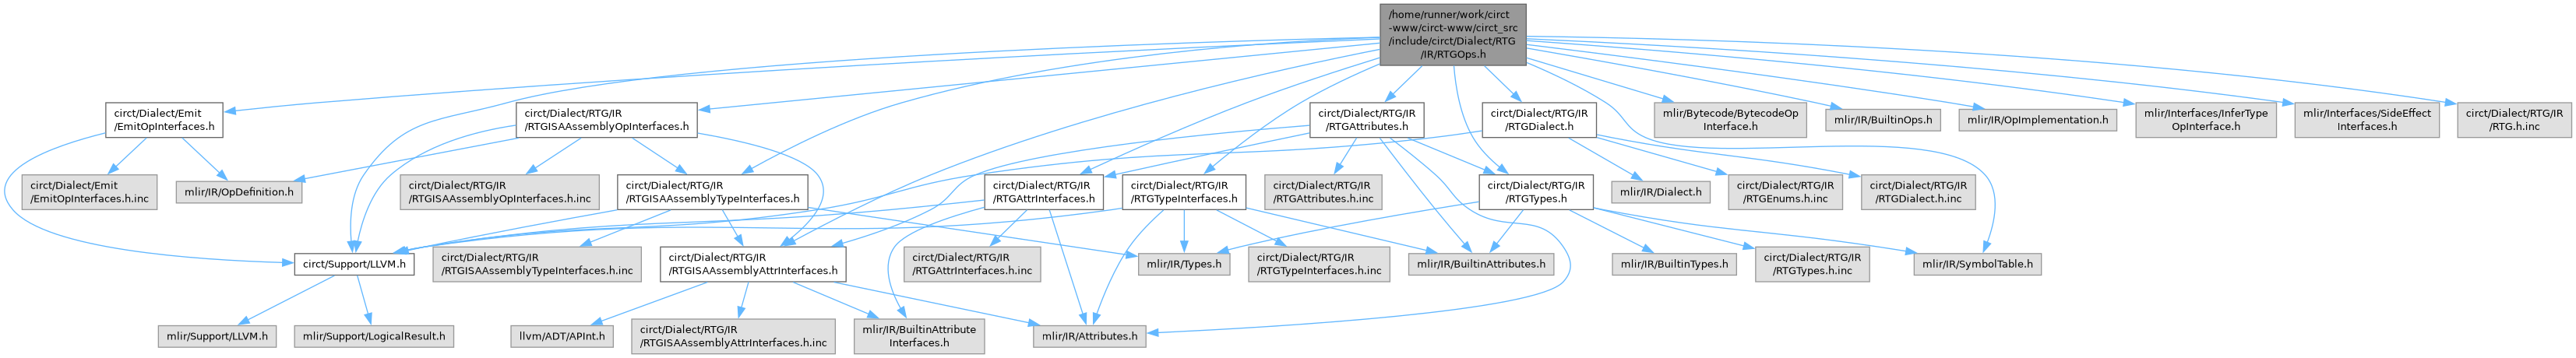 /home/runner/work/circt
-www/circt-www/circt_src
/include/circt/Dialect/RTG
/IR/RTGOps.h
circt/Dialect/Emit
/EmitOpInterfaces.h
circt/Dialect/RTG/IR
/RTGISAAssemblyOpInterfaces.h
circt/Dialect/RTG/IR
/RTGAttributes.h
circt/Dialect/RTG/IR
/RTGDialect.h
mlir/Bytecode/BytecodeOp
Interface.h
mlir/IR/BuiltinOps.h
mlir/IR/OpImplementation.h
mlir/Interfaces/InferType
OpInterface.h
mlir/Interfaces/SideEffect
Interfaces.h
circt/Dialect/RTG/IR
/RTG.h.inc
circt/Dialect/Emit
/EmitOpInterfaces.h.inc
mlir/IR/OpDefinition.h
circt/Dialect/RTG/IR
/RTGISAAssemblyOpInterfaces.h.inc
circt/Dialect/RTG/IR
/RTGISAAssemblyTypeInterfaces.h
circt/Dialect/RTG/IR
/RTGAttrInterfaces.h
circt/Dialect/RTG/IR
/RTGTypeInterfaces.h
circt/Dialect/RTG/IR
/RTGAttributes.h.inc
circt/Dialect/RTG/IR
/RTGTypes.h
mlir/IR/Dialect.h
circt/Dialect/RTG/IR
/RTGEnums.h.inc
circt/Dialect/RTG/IR
/RTGDialect.h.inc
circt/Support/LLVM.h
circt/Dialect/RTG/IR
/RTGISAAssemblyTypeInterfaces.h.inc
circt/Dialect/RTG/IR
/RTGISAAssemblyAttrInterfaces.h
circt/Dialect/RTG/IR
/RTGAttrInterfaces.h.inc
mlir/IR/Types.h
circt/Dialect/RTG/IR
/RTGTypeInterfaces.h.inc
mlir/IR/BuiltinAttributes.h
mlir/IR/BuiltinTypes.h
circt/Dialect/RTG/IR
/RTGTypes.h.inc
mlir/IR/SymbolTable.h
mlir/Support/LLVM.h
mlir/Support/LogicalResult.h
llvm/ADT/APInt.h
circt/Dialect/RTG/IR
/RTGISAAssemblyAttrInterfaces.h.inc
mlir/IR/BuiltinAttribute
Interfaces.h
mlir/IR/Attributes.h